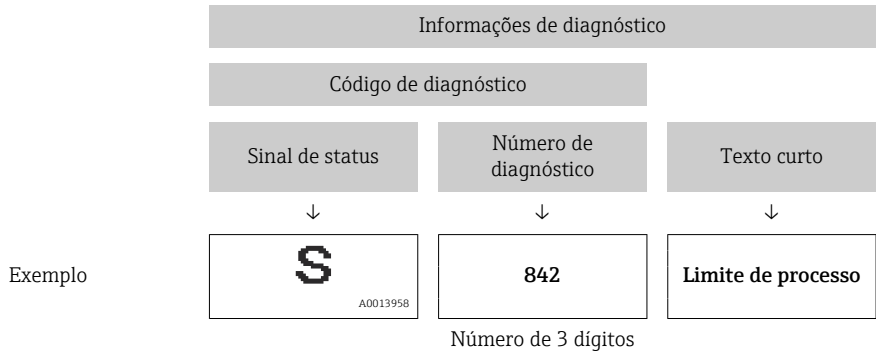 Informações de diagnóstico
Código de diagnóstico
Sinal de status
Número de
diagnóstico
Texto curto
↓ ↓ ↓
Exemplo
S
A0013958
842
Limite de processo
Número de 3 dígitos